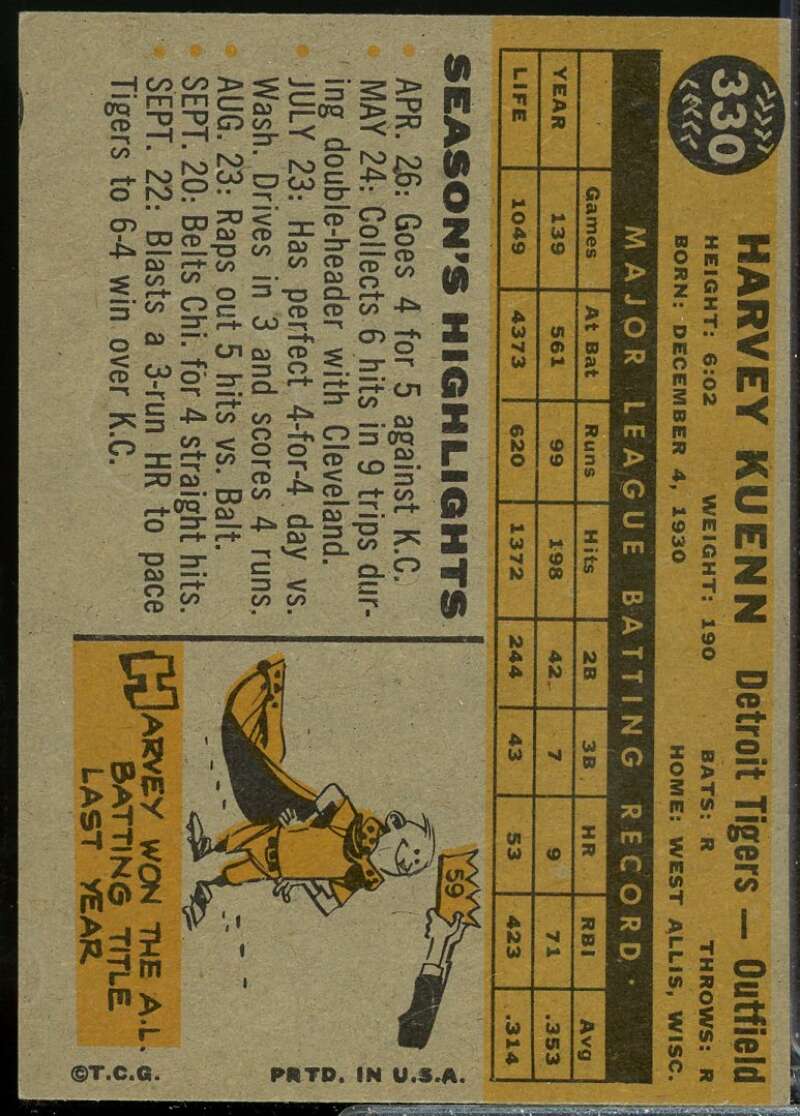 330
HARVEY KUENN Detroit Tigers — Outfield
HEIGHT: 6:02 WEIGHT: 190 BATS: R THROWS: R
BORN: DECEMBER 4, 1930 HOME: WEST ALLIS, WISC.
MAJOR LEAGUE BATTING RECORD
Games At Bat Runs Hits 2B 3B HR RBI Avg
YEAR 139 561 99 198 42 7 9 71 .353
LIFE 1049 4373 620 1372 244 43 53 423 .314
SEASON'S HIGHLIGHTS
• APR. 26: Goes 4 for 5 against K.C.
• MAY 24: Collects 6 hits in 9 trips dur-
ing double-header with Cleveland.
• JULY 23: Has perfect 4-for-4 day vs.
Wash. Drives in 3 and scores 4 runs.
• AUG. 23: Raps out 5 hits vs. Balt.
• SEPT. 20: Belts Chi. for 4 straight hits.
• SEPT. 22: Blasts a 3-run HR to pace
Tigers to 6-4 win over K.C.
59
HARVEY WON THE A.L.
BATTING TITLE
LAST YEAR
©T.C.G. PRTD. IN U.S.A.